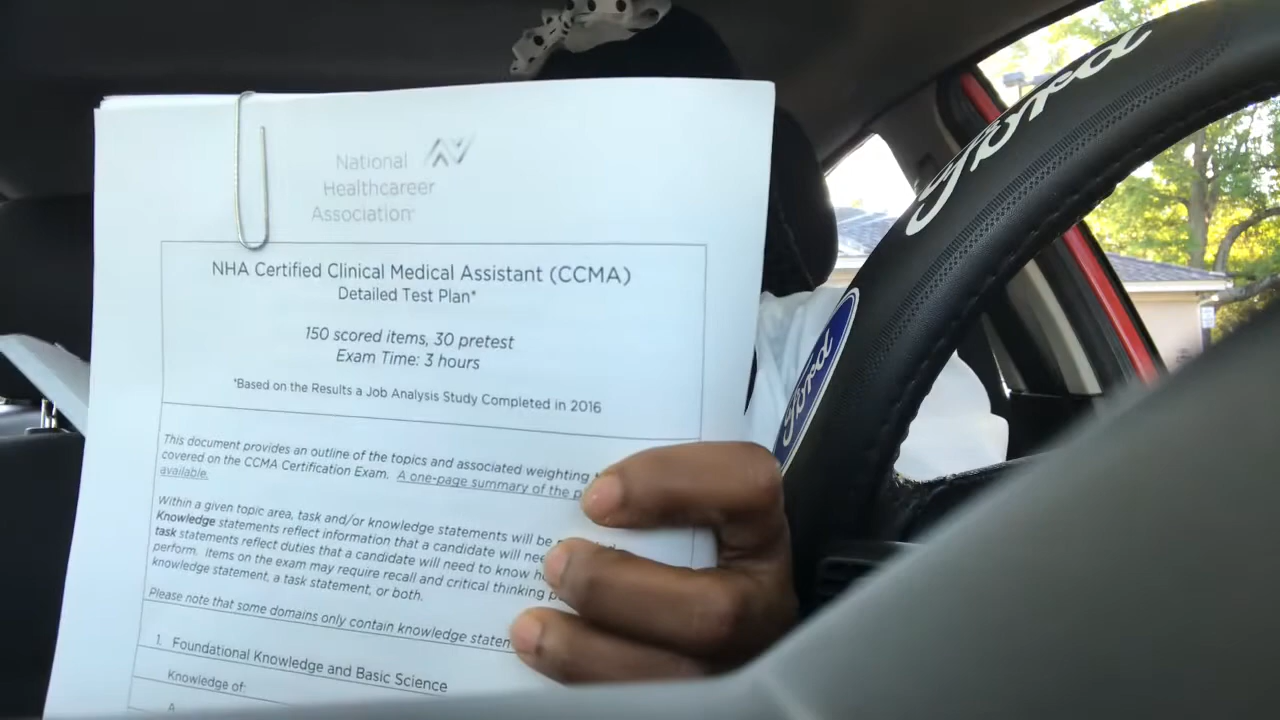 National
Healthcareer
Association
NHA Certified Clinical Medical Assistant (CCMA)
Detailed Test Plan*
150 scored items, 30 pretest
Exam Time: 3 hours
*Based on the Results a Job Analysis Study Completed in 2016
This document provides an outline of the topics and associated weighting
covered on the CCMA Certification Exam. A one-page summary of the
available.
Within a given topic area, task and/or knowledge statements will be
Knowledge statements reflect information that a candidate will
task statements reflect duties that a candidate will need to know
perform. Items on the exam may require recall and critical thinking
knowledge statement, a task statement, or both.
Please note that some domains only contain knowledge
1. Foundational Knowledge and Basic Science
Knowledge of:
A
Ford
Ford